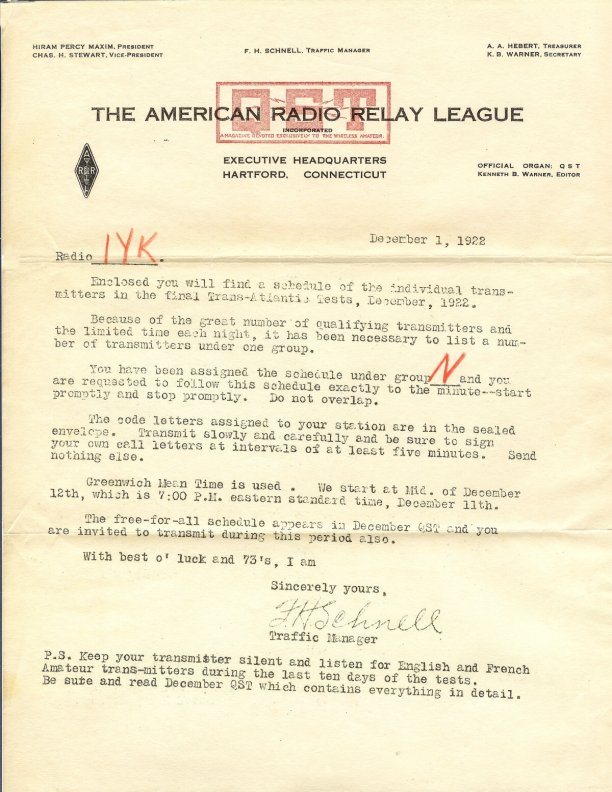 HIRAM PERCY MAXIM, PRESIDENT
CHAS. H. STEWART, VICE-PRESIDENT
F. H. SCHNELL, TRAFFIC MANAGER
A. A. HEBERT, TREASURER
K. B. WARNER, SECRETARY
QST
THE AMERICAN RADIO RELAY LEAGUE
INCORPORATED
A MAGAZINE DEVOTED EXCLUSIVELY TO THE WIRELESS AMATEUR.
EXECUTIVE HEADQUARTERS
HARTFORD, CONNECTICUT
A
R R
L
OFFICIAL ORGAN: Q S T
KENNETH B. WARNER, EDITOR
December 1, 1922
Radio 1YK.
Enclosed you will find a schedule of the individual trans-
mitters in the final Trans-Atlantic Tests, December, 1922.
Because of the great number of qualifying transmitters and
the limited time each night, it has been necessary to list a num-
ber of transmitters under one group.
You have been assigned the schedule under group N and you
are requested to follow this schedule exactly to the minute--start
promptly and stop promptly. Do not overlap.
The code letters assigned to your station are in the sealed
envelope. Transmit slowly and carefully and be sure to sign
your own call letters at intervals of at least five minutes. Send
nothing else.
Greenwich Mean Time is used . We start at Mid. of December
12th, which is 7:00 P.M. eastern standard time, December 11th.
The free-for-all schedule appears in December QST and you
are invited to transmit during this period also.
With best o' luck and 73's, I am
Sincerely yours,
F.H. Schnell
Traffic Manager
P.S. Keep your transmitter silent and listen for English and French
Amateur trans-mitters during the last ten days of the tests.
Be sure and read December QST which contains everything in detail.